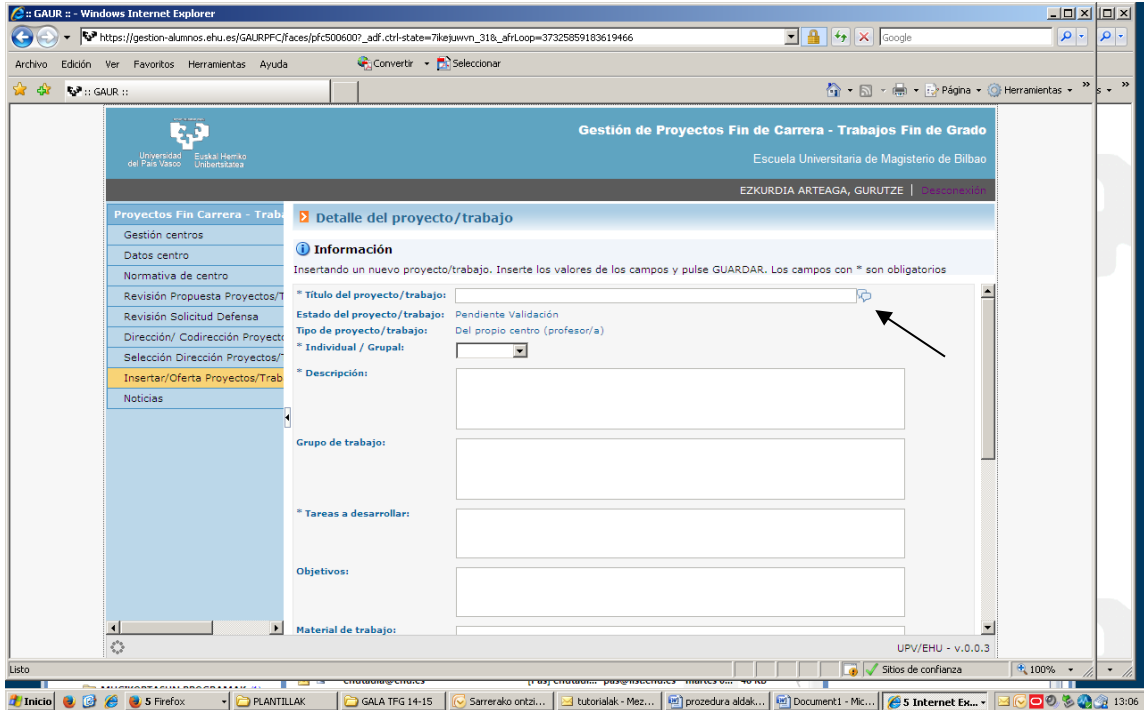 :: GAUR :: - Windows Internet Explorer
https://gestion-alumnos.ehu.es/GAURPFC/faces/pfc500600?_adf.ctrl-state=7ikejuwvn_31&_afrLoop=37325859183619466
Google
Archivo Edición Ver Favoritos Herramientas Ayuda
Convertir Seleccionar
:: GAUR ::
Página Herramientas »
s »
Universidad del País Vasco
Euskal Herriko Unibertsitatea
Gestión de Proyectos Fin de Carrera - Trabajos Fin de Grado
Escuela Universitaria de Magisterio de Bilbao
EZKURDIA ARTEAGA, GURUTZE | Desconexión
Proyectos Fin Carrera - Traba
Gestión centros
Datos centro
Normativa de centro
Revisión Propuesta Proyectos/T
Revisión Solicitud Defensa
Dirección/ Codirección Proyecto
Selección Dirección Proyectos/T
Insertar/Oferta Proyectos/Trab
Noticias
Detalle del proyecto/trabajo
Información
Insertando un nuevo proyecto/trabajo. Inserte los valores de los campos y pulse GUARDAR. Los campos con * son obligatorios
* Título del proyecto/trabajo:
Estado del proyecto/trabajo: Pendiente Validación
Tipo de proyecto/trabajo: Del propio centro (profesor/a)
* Individual / Grupal:
* Descripción:
Grupo de trabajo:
* Tareas a desarrollar:
Objetivos:
Material de trabajo:
UPV/EHU - v.0.0.3
Listo
Sitios de confianza
100%
Inicio
5 Firefox
PLANTILLAK
GALA TFG 14-15
Sarrerako ontzi...
tutorialak - Mez...
prozedura aldak...
Document1 - Mic...
5 Internet Ex...
13:06